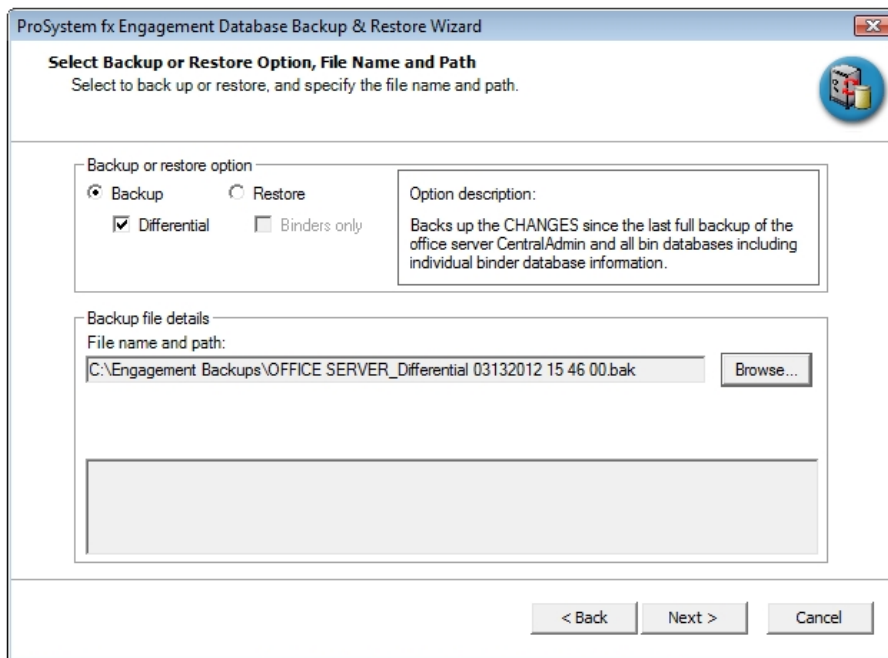 ProSystem fx Engagement Database Backup & Restore Wizard
Select Backup or Restore Option, File Name and Path
Select to back up or restore, and specify the file name and path.
Backup or restore option
Backup
Restore
Differential
Binders only
Option description:
Backs up the CHANGES since the last full backup of the
office server CentralAdmin and all bin databases including
individual binder database information.
Backup file details
File name and path:
C:\Engagement Backups\OFFICE SERVER_Differential 03132012 15 46 00.bak
Browse...
< Back
Next >
Cancel